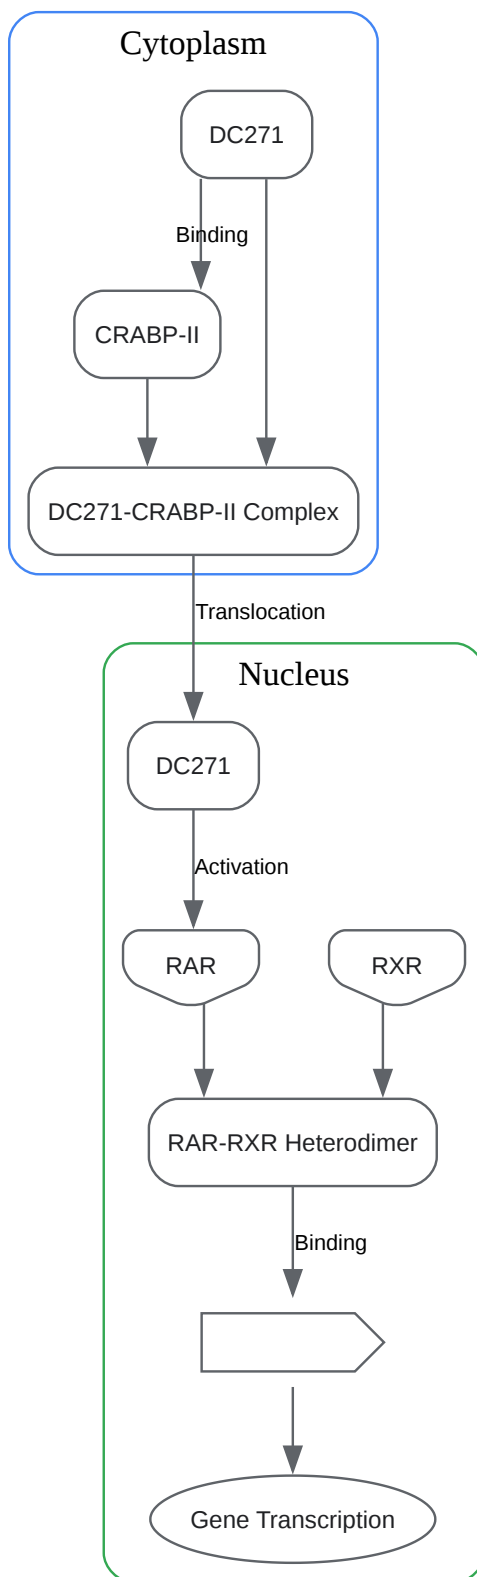 Cytoplasm
DC271
Binding
CRABP-II
DC271-CRABP-II Complex
Translocation
Nucleus
DC271
Activation
RAR
RXR
RAR-RXR Heterodimer
Binding
Gene Transcription